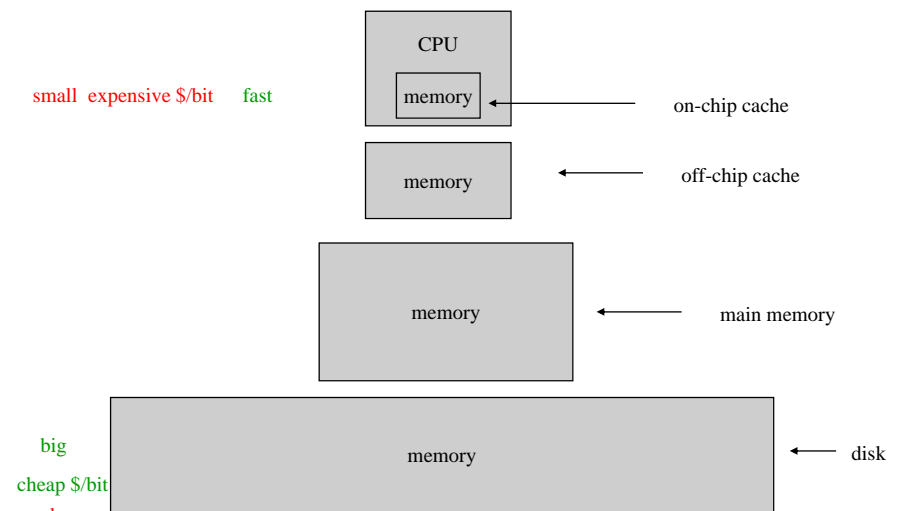 CPU
small expensive $/bit fast
memory
on-chip cache
memory
off-chip cache
memory
main memory
big
memory
disk
cheap $/bit